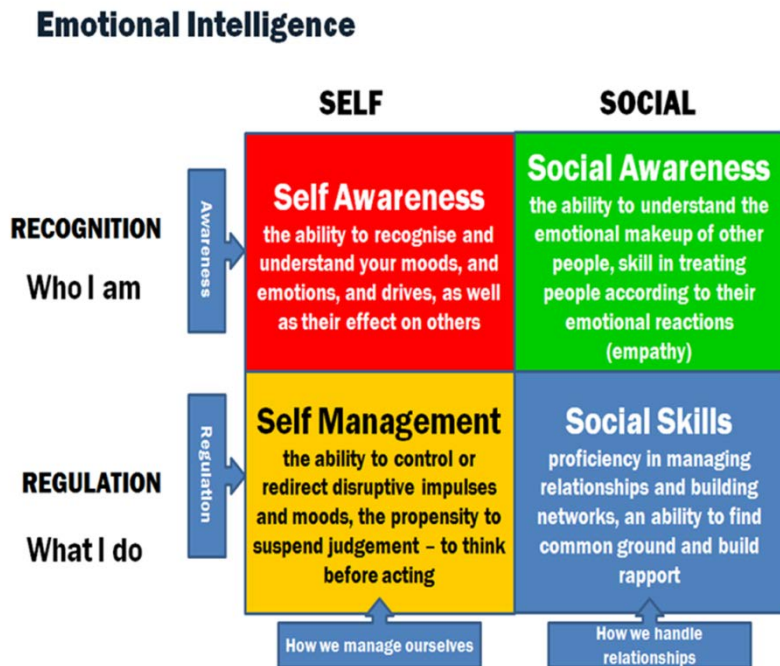 Emotional Intelligence
SELF
SOCIAL
RECOGNITION
Who I am
Awareness
Self Awareness
the ability to recognise and
understand your moods, and
emotions, and drives, as well
as their effect on others
Social Awareness
the ability to understand the
emotional makeup of other
people, skill in treating
people according to their
emotional reactions
(empathy)
REGULATION
What I do
Regulation
Self Management
the ability to control or
redirect disruptive impulses
and moods, the propensity to
suspend judgement – to think
before acting
Social Skills
proficiency in managing
relationships and building
networks, an ability to find
common ground and build
rapport
How we manage ourselves
How we handle
relationships